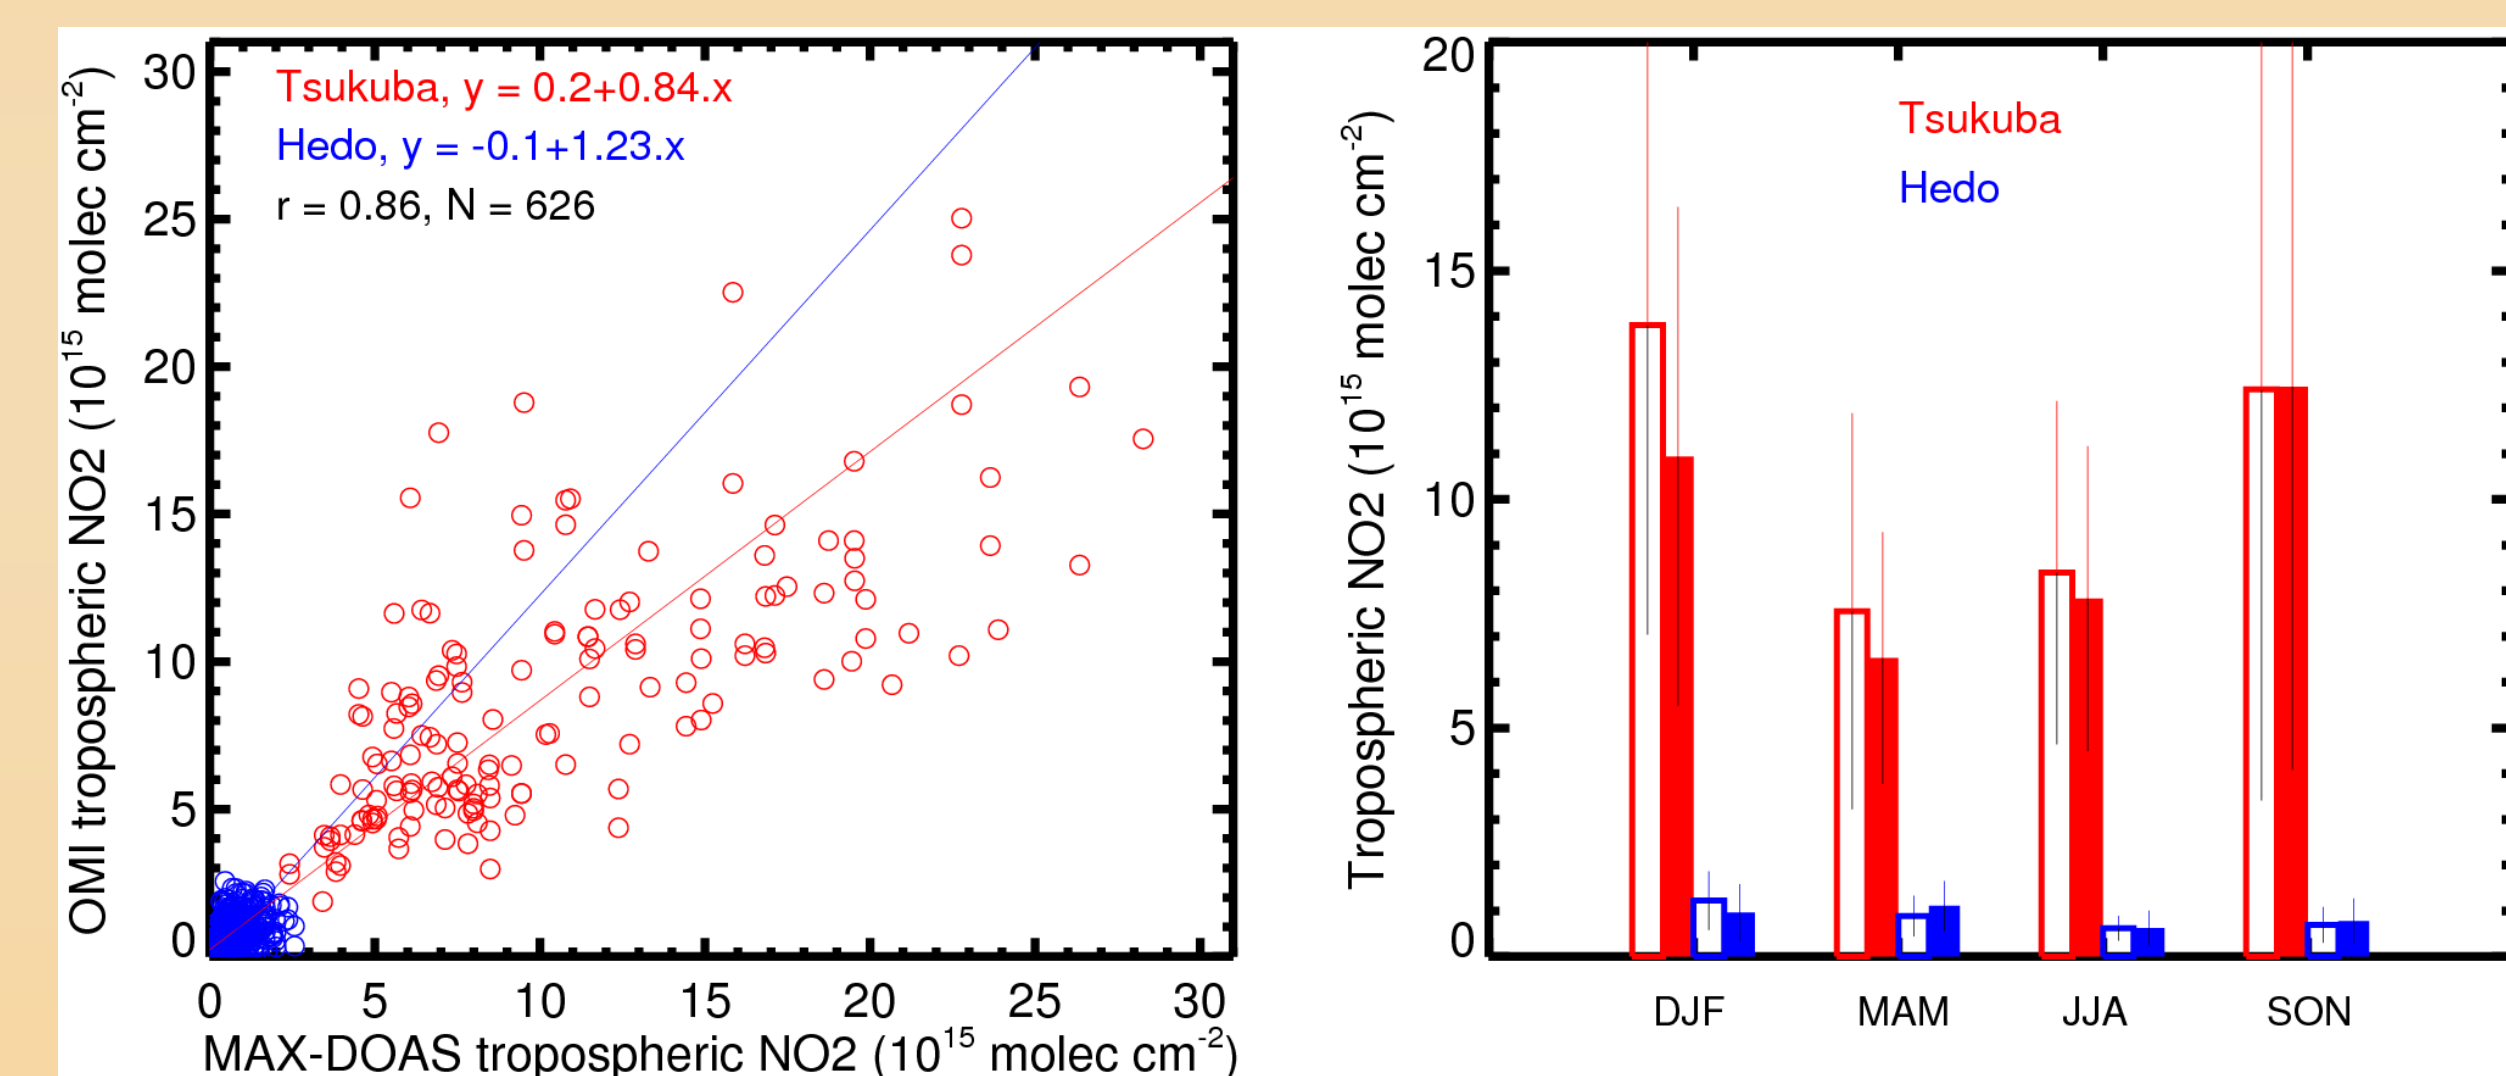 OMI tropospheric NO2 (10^15 molec cm^-2)
30
25
20
15
10
5
0
Tsukuba, y = 0.2+0.84.x
Hedo, y = -0.1+1.23.x
r = 0.86, N = 626
0 5 10 15 20 25 30
MAX-DOAS tropospheric NO2 (10^15 molec cm^-2)
Tropospheric NO2 (10^15 molec cm^-2)
20
15
10
5
0
Tsukuba
Hedo
DJF MAM JJA SON